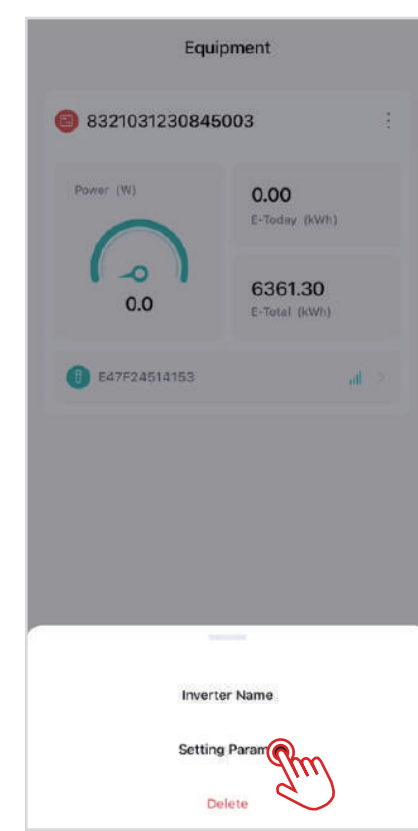 Equipment
8321031230845003
Power (W)
0.0
0.00
E-Today (kWh)
6361.30
E-Total (kWh)
E47F24514153
Inverter Name
Setting Param
Delete